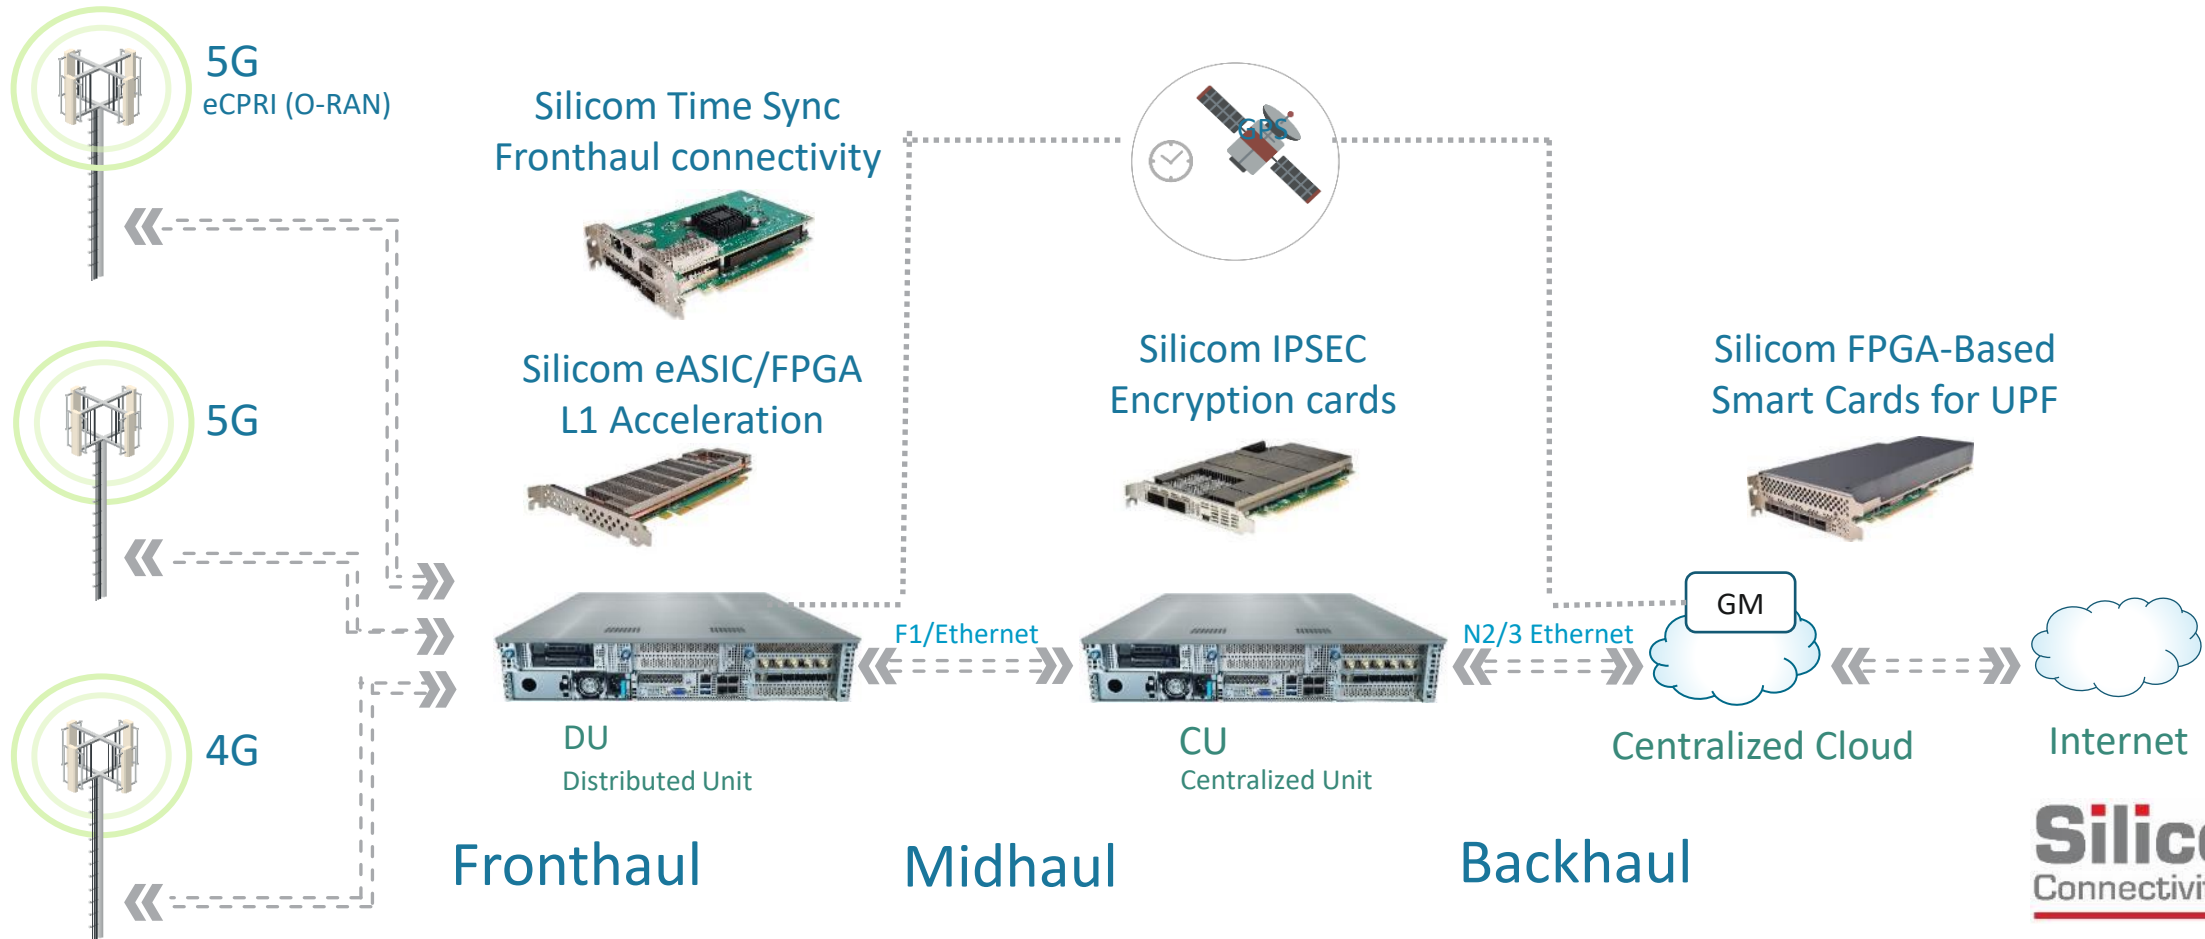 5G
eCPRI (O-RAN)
Silicom Time Sync
Fronthaul connectivity
GPS
Silicom eASIC/FPGA
L1 Acceleration
Silicom IPSEC
Encryption cards
Silicom FPGA-Based
Smart Cards for UPF
5G
GM
F1/Ethernet
N2/3 Ethernet
4G
DU
Distributed Unit
CU
Centralized Unit
Centralized Cloud
Internet
Fronthaul
Midhaul
Backhaul